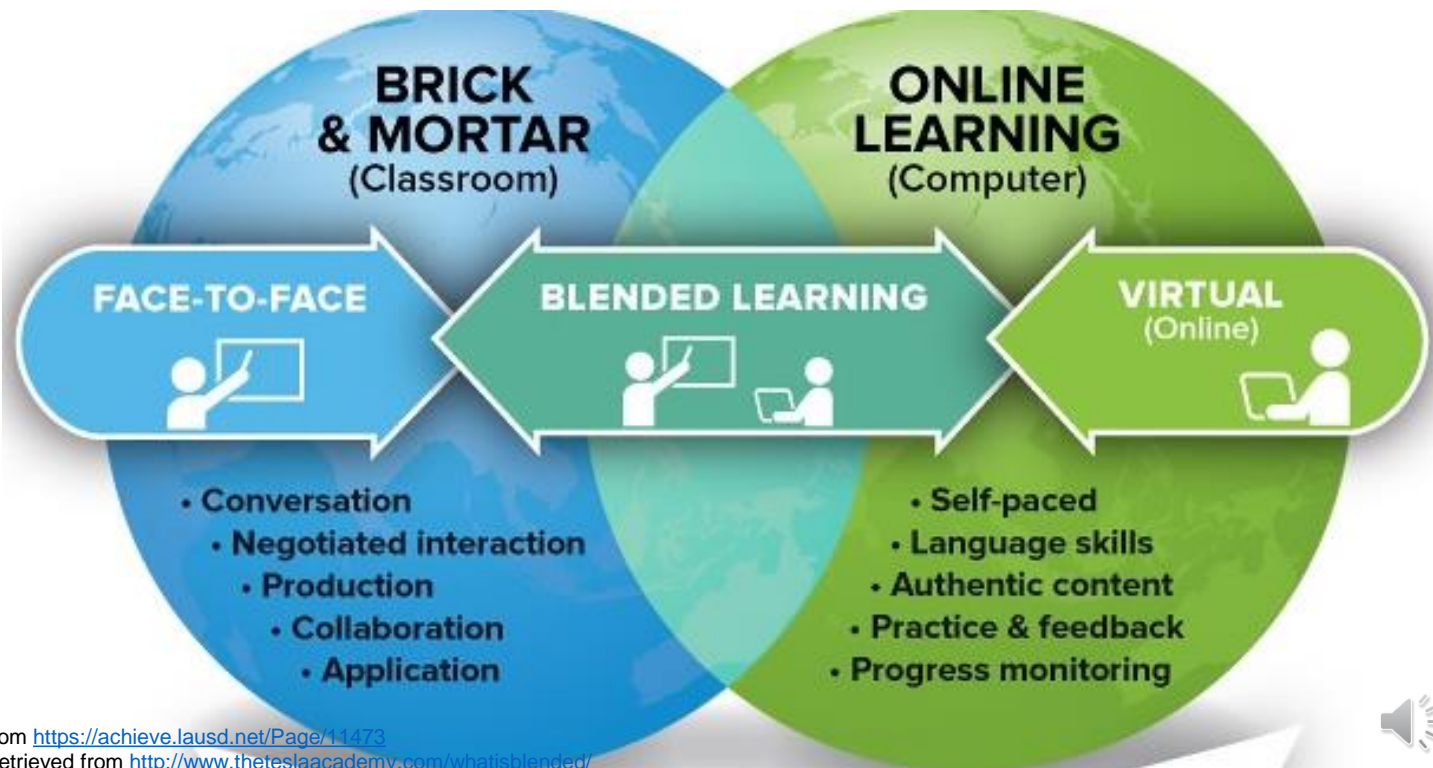 BRICK
& MORTAR
(Classroom)
ONLINE
LEARNING
(Computer)
FACE-TO-FACE
BLENDED LEARNING
VIRTUAL
(Online)
• Conversation
• Negotiated interaction
• Production
• Collaboration
• Application
• Self-paced
• Language skills
• Authentic content
• Practice & feedback
• Progress monitoring
om https://achieve.lausd.net/Page/11473
etrieved from http://www.theteslaacademy.com/whatisblended/